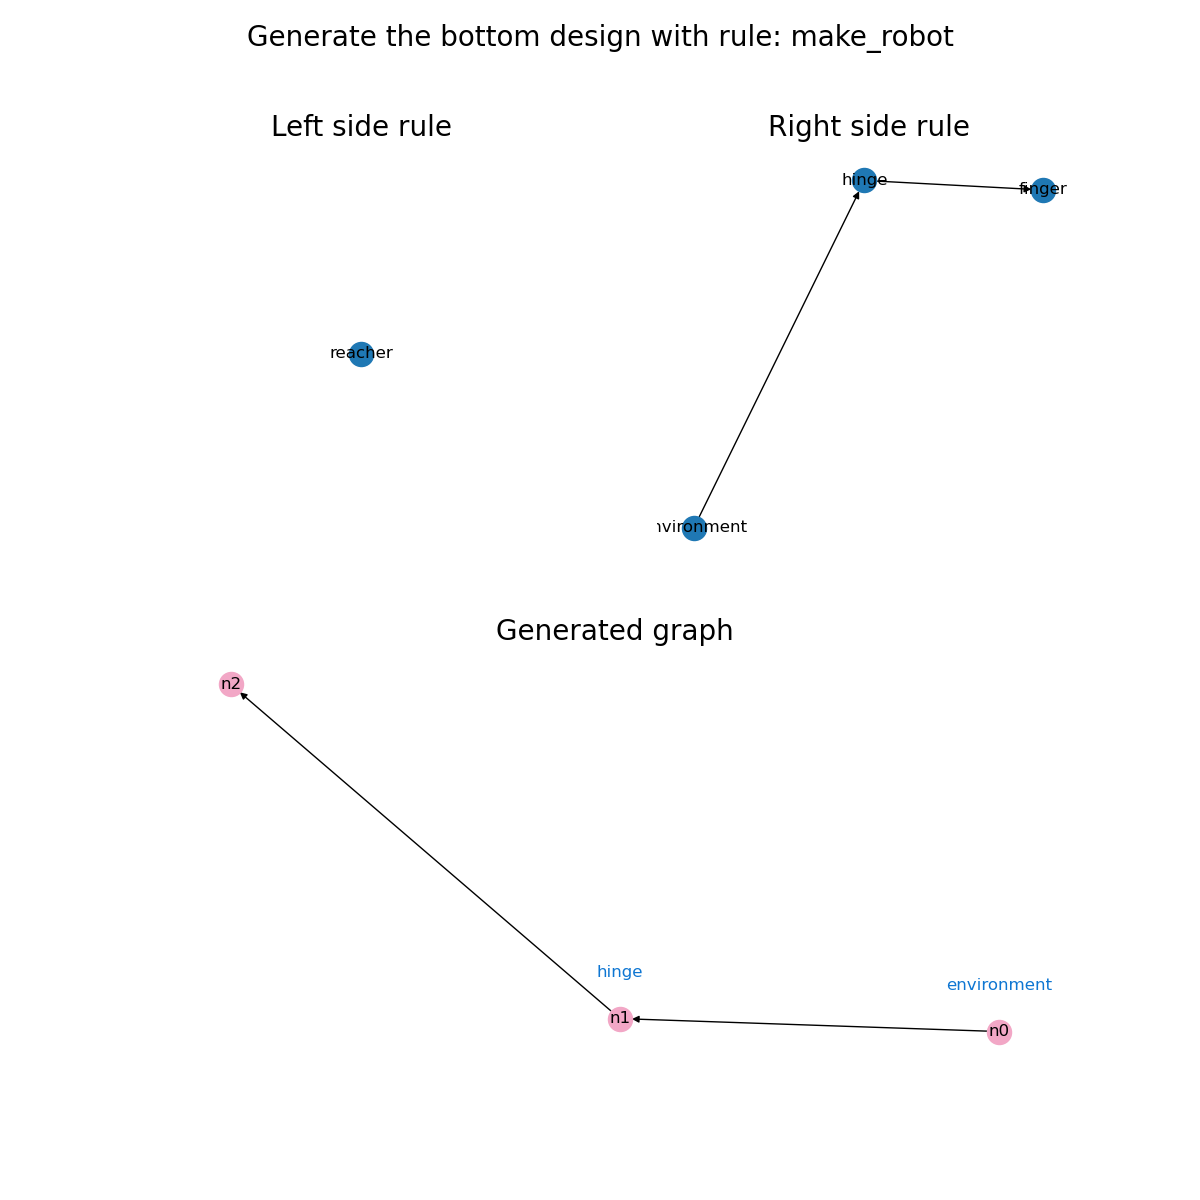 Generate the bottom design with rule: make_robot
Left side rule
Right side rule
hinge
finger
reacher
nvironment
Generated graph
n2
hinge
environment
n1
n0